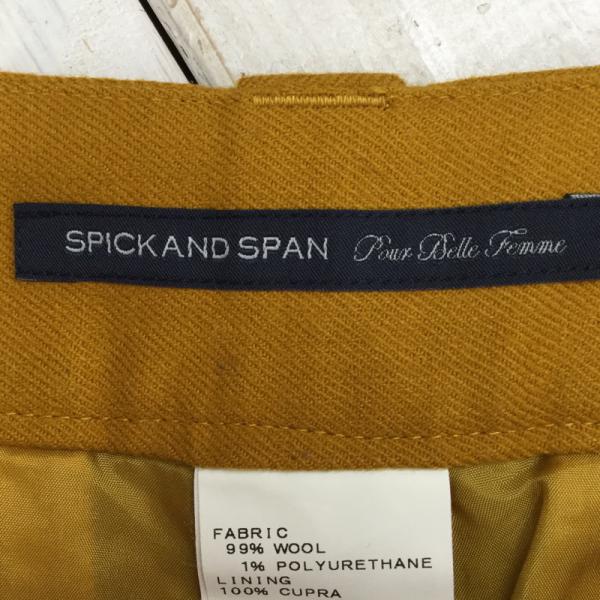 SPICK AND SPAN Pour Belle Femme
FABRIC
99% WOOL
1% POLYURETHANE
LINING
100% CUPRA